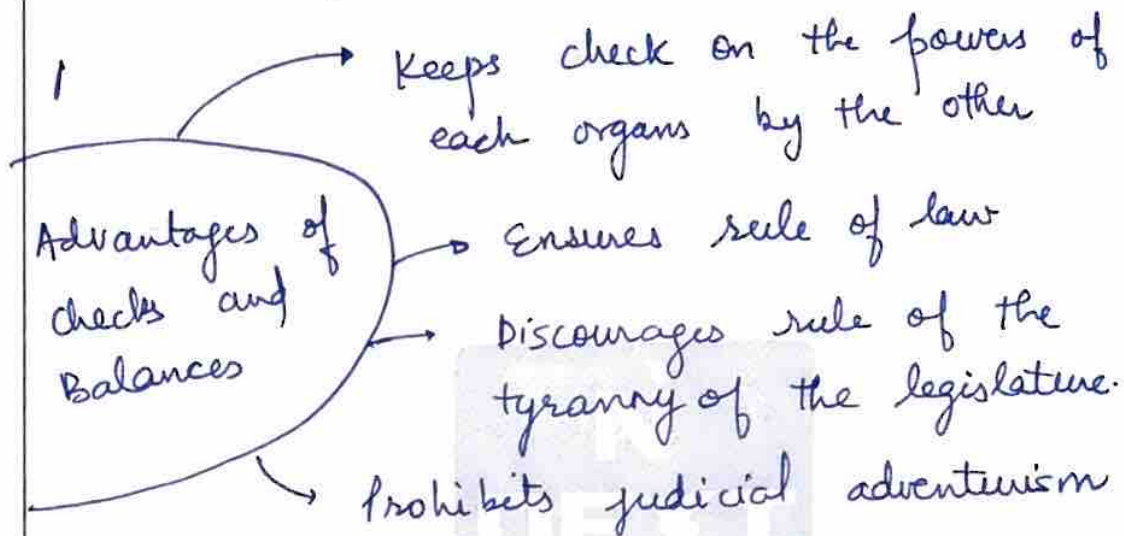 Keeps check on the powers of
each organs by the other
Advantages of
checks and
Balances
Ensures rule of law
Discourages rule of the
tyranny of the legislature.
Prohibits judicial adventurism